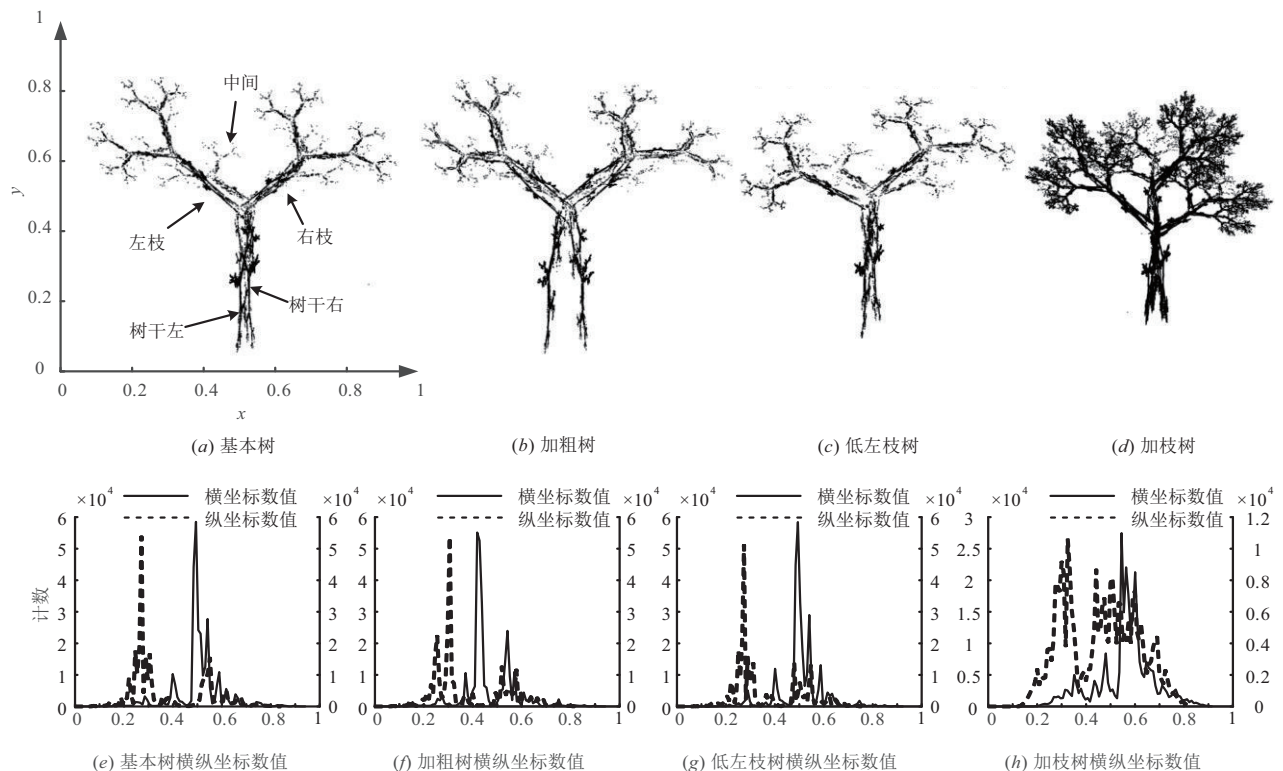 1
0.8
0.6
0.4
0.2
0
y
0 0.2 0.4 0.6 0.8 1
x
中间
左枝
右枝
树干右
树干左
(a) 基本树
(b) 加粗树
(c) 低左枝树
(d) 加枝树
×10⁴ 横坐标数值 ×10⁴
纵坐标数值
6 6
5 5
4 4
3 3
2 2
1 1
0 0
计数
0 0.2 0.4 0.6 0.8 1
(e) 基本树横纵坐标数值
×10⁴ 横坐标数值 ×10⁴
纵坐标数值
6 6
5 5
4 4
3 3
2 2
1 1
0 0
0 0.2 0.4 0.6 0.8 1
(f) 加粗树横纵坐标数值
×10⁴ 横坐标数值 ×10⁴
纵坐标数值
6 6
5 5
4 4
3 3
2 2
1 1
0 0
0 0.2 0.4 0.6 0.8 1
(g) 低左枝树横纵坐标数值
×10⁴ 横坐标数值 ×10⁴
纵坐标数值
3 1.2
2.5 1
2 0.8
1.5 0.6
1 0.4
0.5 0.2
0 0
0 0.2 0.4 0.6 0.8 1
(h) 加枝树横纵坐标数值